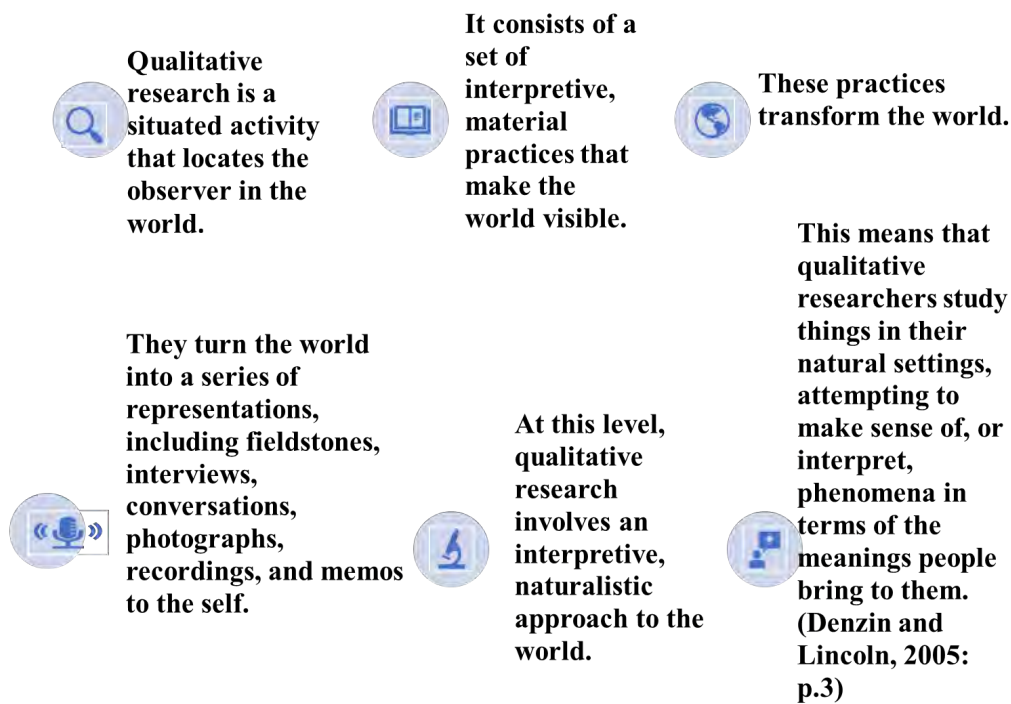 Qualitative
research is a
situated activity
that locates the
observer in the
world.
It consists of a
set of
interpretive,
material
practices that
make the
world visible.
These practices
transform the world.
They turn the world
into a series of
representations,
including fieldstones,
interviews,
conversations,
photographs,
recordings, and memos
to the self.
At this level,
qualitative
research
involves an
interpretive,
naturalistic
approach to the
world.
This means that
qualitative
researchers study
things in their
natural settings,
attempting to
make sense of, or
interpret,
phenomena in
terms of the
meanings people
bring to them.
(Denzin and
Lincoln, 2005:
p.3)